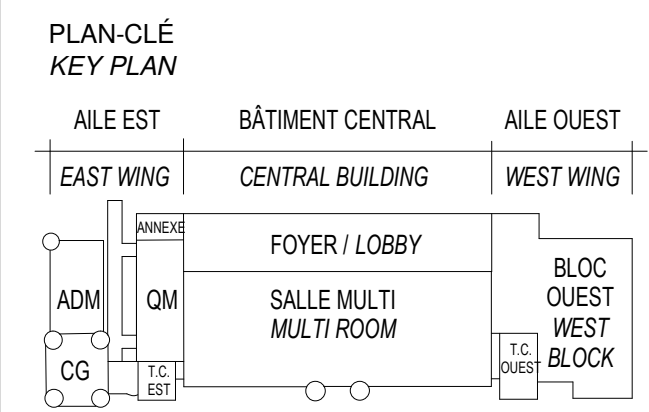 PLAN-CLÉ
KEY PLAN
AILE EST
BÂTIMENT CENTRAL
AILE OUEST
EAST WING
CENTRAL BUILDING
WEST WING
ANNEXE
FOYER / LOBBY
ADM
QM
SALLE MULTI
MULTI ROOM
BLOC
OUEST
WEST
BLOCK
CG
T.C.
EST
T.C.
OUEST